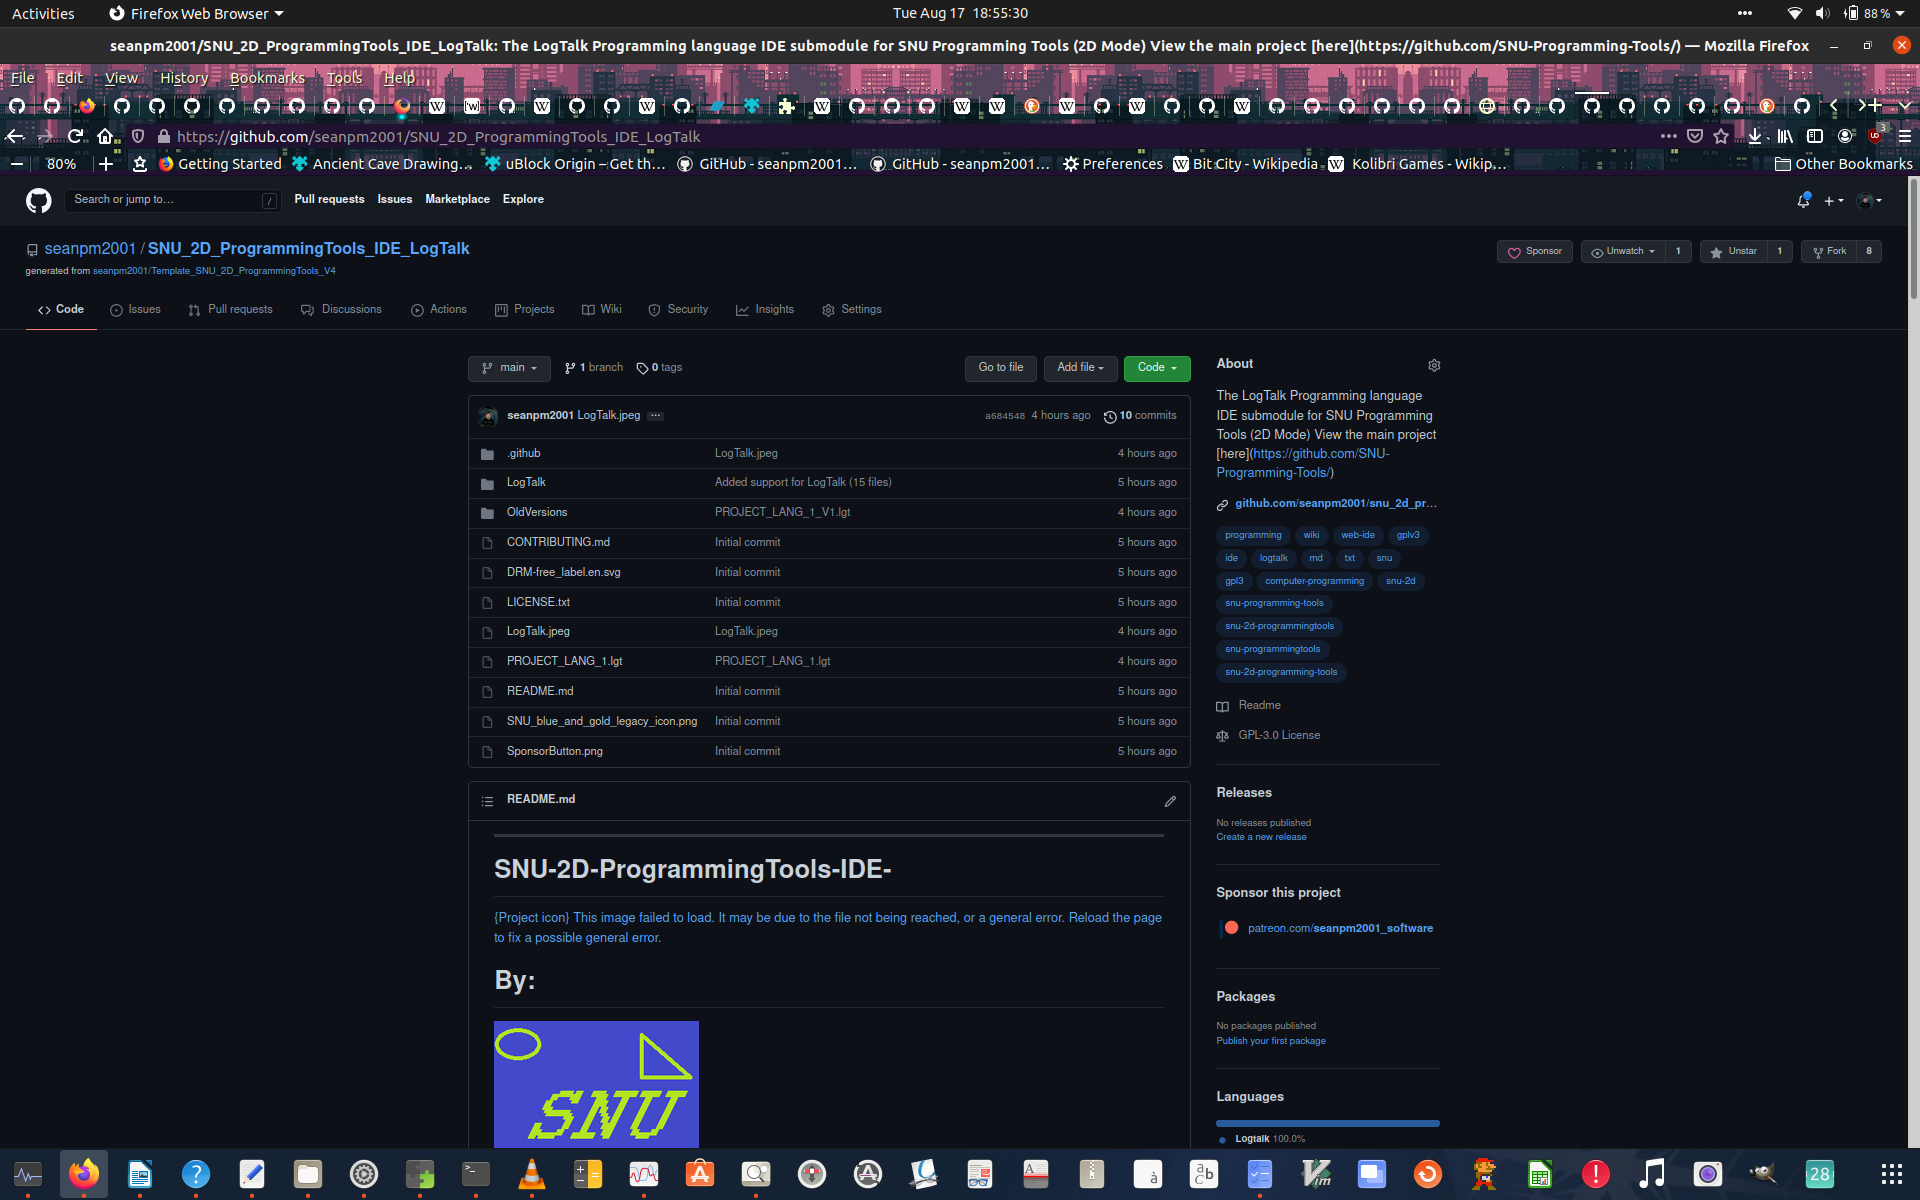 Activities Firefox Web Browser Tue Aug 17 18:55:30 88 %
seanpm2001/SNU_2D_ProgrammingTools_IDE_LogTalk: The LogTalk Programming language IDE submodule for SNU Programming Tools (2D Mode) View the main project [here](https://github.com/SNU-Programming-Tools/) — Mozilla Firefox
File Edit View History Bookmarks Tools Help
https://github.com/seanpm2001/SNU_2D_ProgrammingTools_IDE_LogTalk 3
80% Getting Started Ancient Cave Drawing… uBlock Origin – Get th… GitHub - seanpm2001… GitHub - seanpm2001… Preferences Bit City - Wikipedia Kolibri Games - Wikip… Other Bookmarks
Search or jump to… / Pull requests Issues Marketplace Explore
seanpm2001 / SNU_2D_ProgrammingTools_IDE_LogTalk Sponsor Unwatch 1 Unstar 1 Fork 8
generated from seanpm2001/Template_SNU_2D_ProgrammingTools_V4
Code Issues Pull requests Discussions Actions Projects Wiki Security Insights Settings
main 1 branch 0 tags Go to file Add file Code
seanpm2001 LogTalk.jpeg ... a684548 4 hours ago 10 commits
.github LogTalk.jpeg 4 hours ago
LogTalk Added support for LogTalk (15 files) 5 hours ago
OldVersions PROJECT_LANG_1_V1.lgt 4 hours ago
CONTRIBUTING.md Initial commit 5 hours ago
DRM-free_label.en.svg Initial commit 5 hours ago
LICENSE.txt Initial commit 5 hours ago
LogTalk.jpeg LogTalk.jpeg 4 hours ago
PROJECT_LANG_1.lgt PROJECT_LANG_1.lgt 4 hours ago
README.md Initial commit 5 hours ago
SNU_blue_and_gold_legacy_icon.png Initial commit 5 hours ago
SponsorButton.png Initial commit 5 hours ago
README.md
SNU-2D-ProgrammingTools-IDE-
{Project icon} This image failed to load. It may be due to the file not being reached, or a general error. Reload the page
to fix a possible general error.
By:
SNU
About
The LogTalk Programming language
IDE submodule for SNU Programming
Tools (2D Mode) View the main project
[here](https://github.com/SNU-
Programming-Tools/)
github.com/seanpm2001/snu_2d_pr…
programming wiki web-ide gplv3
ide logtalk md txt snu
gpl3 computer-programming snu-2d
snu-programming-tools
snu-2d-programmingtools
snu-programmingtools
snu-2d-programming-tools
Readme
GPL-3.0 License
Releases
No releases published
Create a new release
Sponsor this project
patreon.com/seanpm2001_software
Packages
No packages published
Publish your first package
Languages
Logtalk 100.0%
28